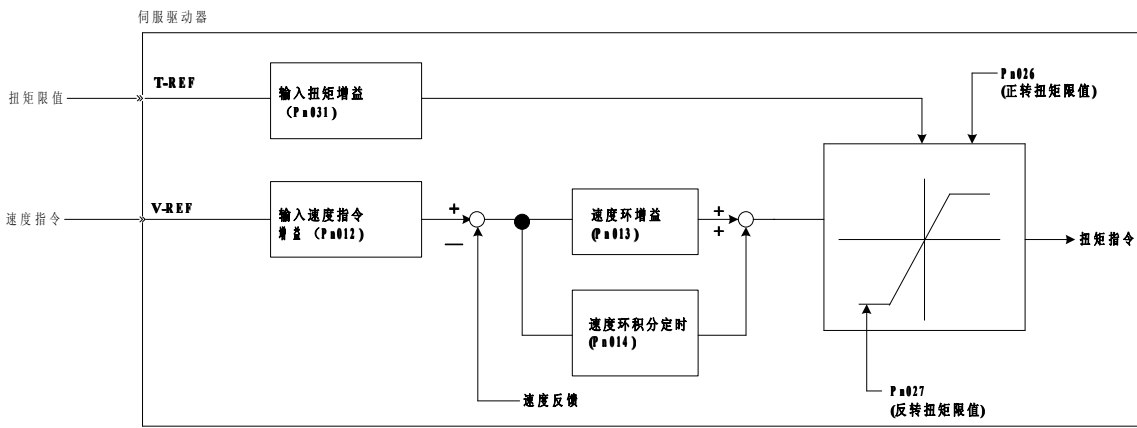 伺服驱动器
扭矩限值
T-REF
输入扭矩增益
(Pn031)
Pn026
(正转扭矩限值)
速度指令
V-REF
输入速度指令
增益 (Pn012)
+
—
速度环增益
(Pn013)
+
+
扭矩指令
速度环积分定时
(Pn014)
速度反馈
Pn027
(反转扭矩限值)